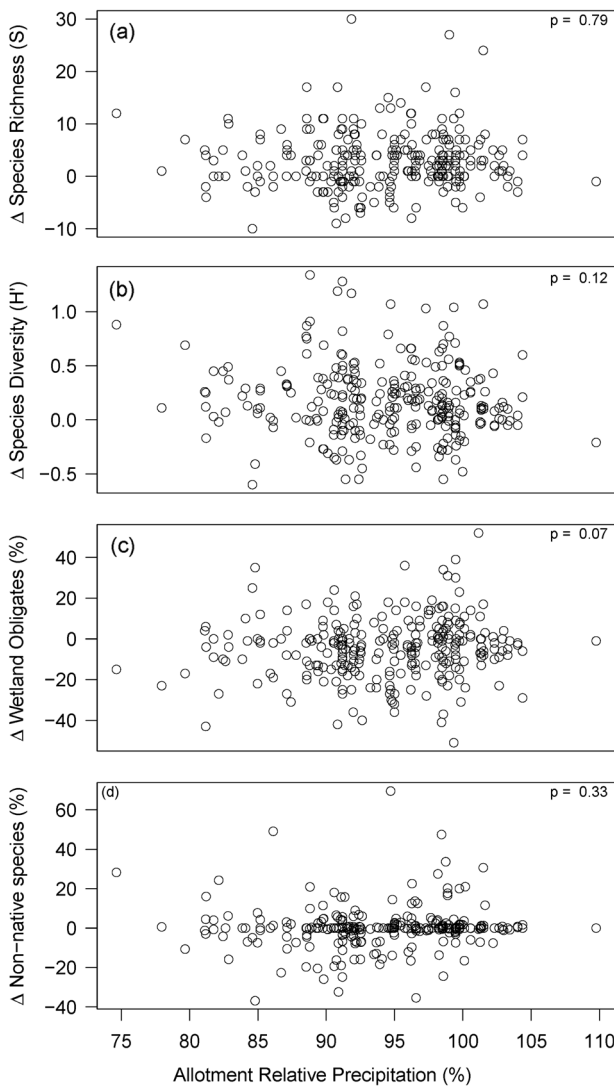 (a)
p = 0.79
Δ Species Richness (S)
30
20
10
0
−10
(b)
p = 0.12
Δ Species Diversity (H')
1.0
0.5
0.0
−0.5
(c)
p = 0.07
Δ Wetland Obligates (%)
40
20
0
−20
−40
(d)
p = 0.33
Δ Non−native species (%)
60
40
20
0
−20
−40
75 80 85 90 95 100 105 110
Allotment Relative Precipitation (%)